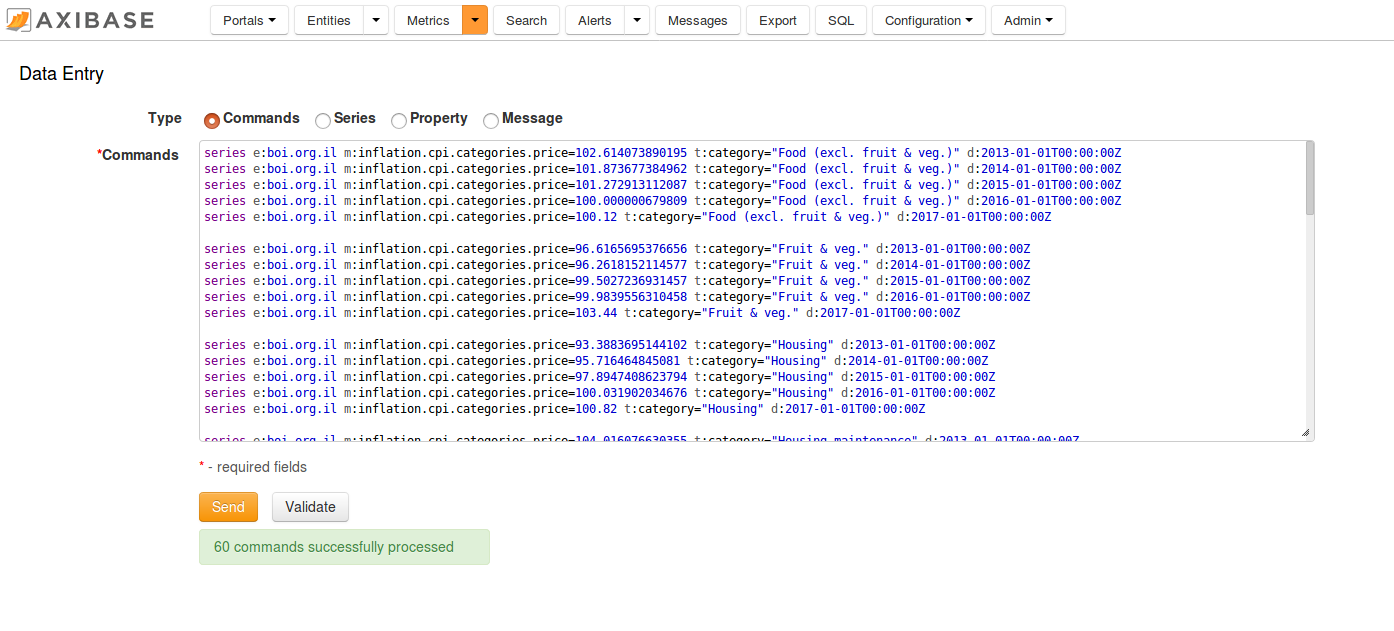 AXIBASE
Portals Entities Metrics Search Alerts Messages Export SQL Configuration Admin
Data Entry
Type Commands Series Property Message
*Commands
series e:boi.org.il m:inflation.cpi.categories.price=102.614073890195 t:category="Food (excl. fruit & veg.)" d:2013-01-01T00:00:00Z
series e:boi.org.il m:inflation.cpi.categories.price=101.873677384962 t:category="Food (excl. fruit & veg.)" d:2014-01-01T00:00:00Z
series e:boi.org.il m:inflation.cpi.categories.price=101.272913112087 t:category="Food (excl. fruit & veg.)" d:2015-01-01T00:00:00Z
series e:boi.org.il m:inflation.cpi.categories.price=100.000000679809 t:category="Food (excl. fruit & veg.)" d:2016-01-01T00:00:00Z
series e:boi.org.il m:inflation.cpi.categories.price=100.12 t:category="Food (excl. fruit & veg.)" d:2017-01-01T00:00:00Z
series e:boi.org.il m:inflation.cpi.categories.price=96.6165695376656 t:category="Fruit & veg." d:2013-01-01T00:00:00Z
series e:boi.org.il m:inflation.cpi.categories.price=96.2618152114577 t:category="Fruit & veg." d:2014-01-01T00:00:00Z
series e:boi.org.il m:inflation.cpi.categories.price=99.5027236931457 t:category="Fruit & veg." d:2015-01-01T00:00:00Z
series e:boi.org.il m:inflation.cpi.categories.price=99.9839556310458 t:category="Fruit & veg." d:2016-01-01T00:00:00Z
series e:boi.org.il m:inflation.cpi.categories.price=103.44 t:category="Fruit & veg." d:2017-01-01T00:00:00Z
series e:boi.org.il m:inflation.cpi.categories.price=93.3883695144102 t:category="Housing" d:2013-01-01T00:00:00Z
series e:boi.org.il m:inflation.cpi.categories.price=95.716464845081 t:category="Housing" d:2014-01-01T00:00:00Z
series e:boi.org.il m:inflation.cpi.categories.price=97.8947408623794 t:category="Housing" d:2015-01-01T00:00:00Z
series e:boi.org.il m:inflation.cpi.categories.price=100.031902034676 t:category="Housing" d:2016-01-01T00:00:00Z
series e:boi.org.il m:inflation.cpi.categories.price=100.82 t:category="Housing" d:2017-01-01T00:00:00Z
series e:boi.org.il m:inflation.cpi.categories.price=104.016076630355 t:category="Housing maintenance" d:2013-01-01T00:00:00Z
* - required fields
Send Validate
60 commands successfully processed